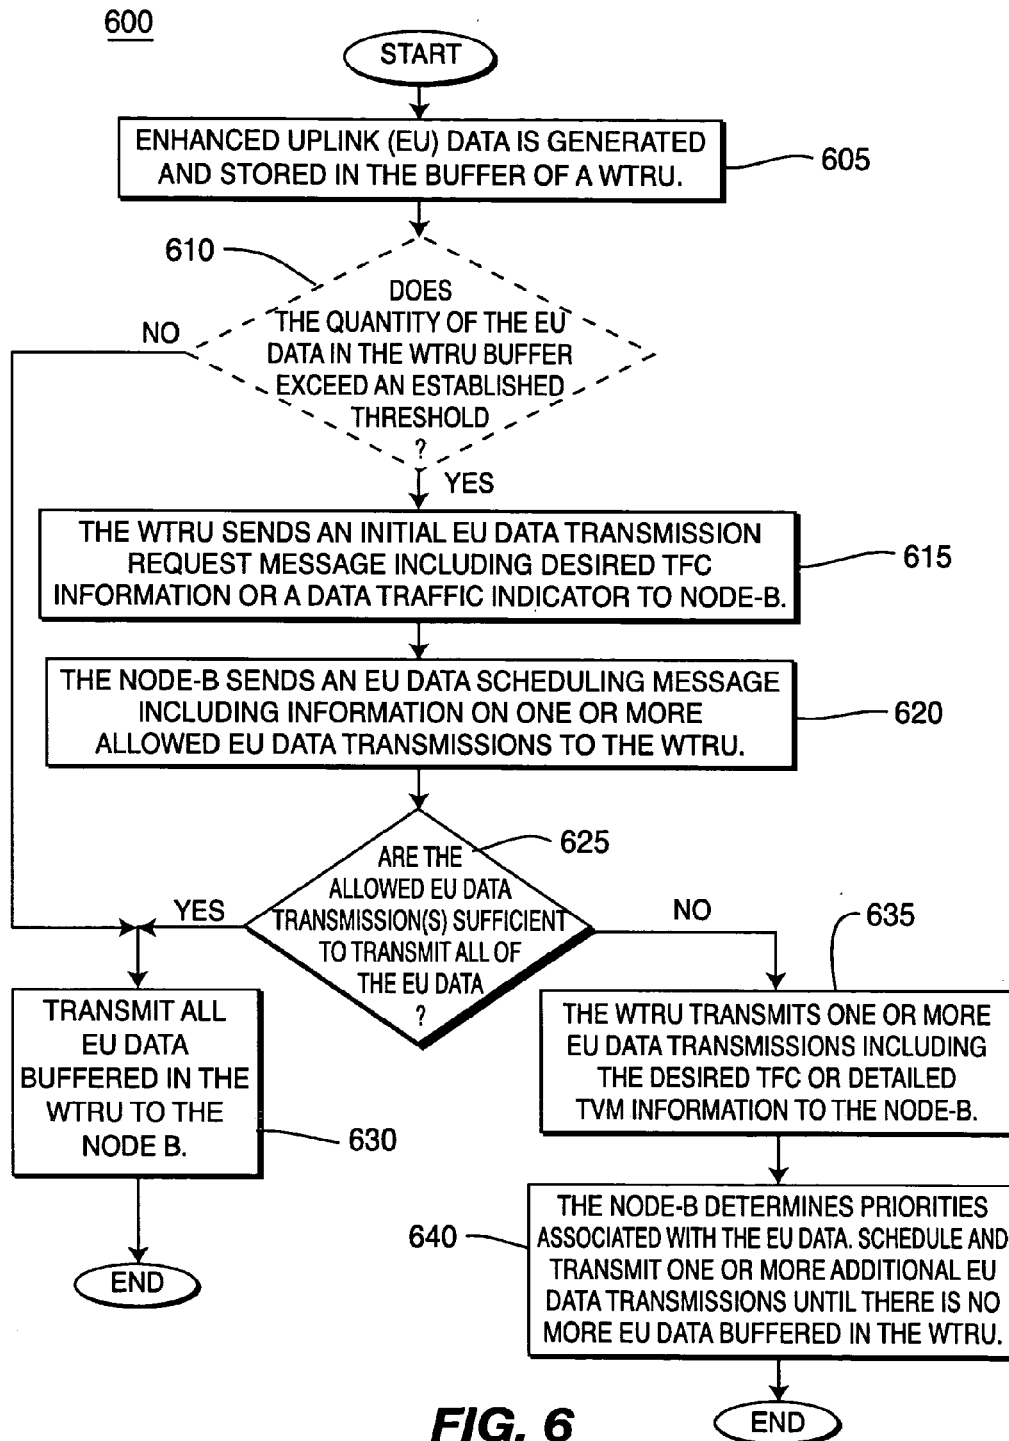 600
START
ENHANCED UPLINK (EU) DATA IS GENERATED
AND STORED IN THE BUFFER OF A WTRU.
605
610
DOES
THE QUANTITY OF THE EU
DATA IN THE WTRU BUFFER
EXCEED AN ESTABLISHED
THRESHOLD
?
NO
YES
THE WTRU SENDS AN INITIAL EU DATA TRANSMISSION
REQUEST MESSAGE INCLUDING DESIRED TFC
INFORMATION OR A DATA TRAFFIC INDICATOR TO NODE-B.
615
THE NODE-B SENDS AN EU DATA SCHEDULING MESSAGE
INCLUDING INFORMATION ON ONE OR MORE
ALLOWED EU DATA TRANSMISSIONS TO THE WTRU.
620
625
ARE THE
ALLOWED EU DATA
TRANSMISSION(S) SUFFICIENT
TO TRANSMIT ALL OF
THE EU DATA
?
YES
NO
635
TRANSMIT ALL
EU DATA
BUFFERED IN THE
WTRU TO THE
NODE B.
630
END
THE WTRU TRANSMITS ONE OR MORE
EU DATA TRANSMISSIONS INCLUDING
THE DESIRED TFC OR DETAILED
TVM INFORMATION TO THE NODE-B.
640
THE NODE-B DETERMINES PRIORITIES
ASSOCIATED WITH THE EU DATA. SCHEDULE AND
TRANSMIT ONE OR MORE ADDITIONAL EU
DATA TRANSMISSIONS UNTIL THERE IS NO
MORE EU DATA BUFFERED IN THE WTRU.
END
FIG. 6